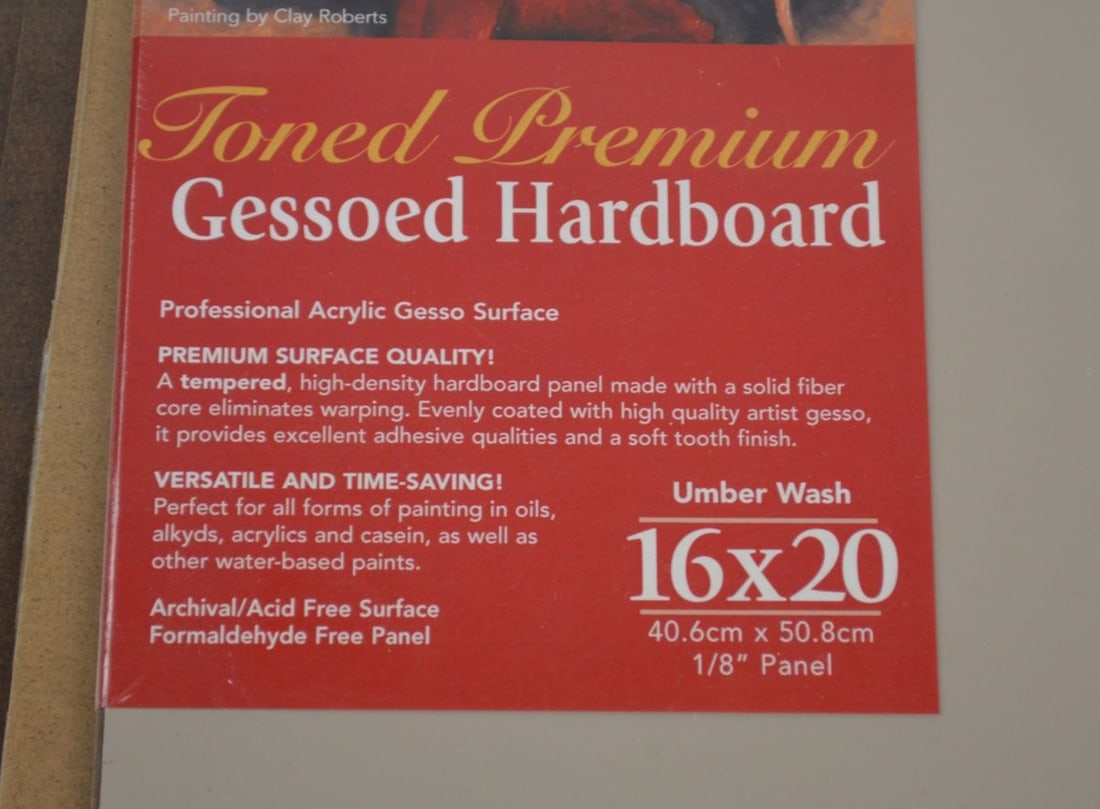 Painting by Clay Roberts
Toned Premium
Gessoed Hardboard
Professional Acrylic Gesso Surface
PREMIUM SURFACE QUALITY!
A tempered, high-density hardboard panel made with a solid fiber
core eliminates warping. Evenly coated with high quality artist gesso,
it provides excellent adhesive qualities and a soft tooth finish.
VERSATILE AND TIME-SAVING!
Perfect for all forms of painting in oils,
alkyds, acrylics and casein, as well as
other water-based paints.
Archival/Acid Free Surface
Formaldehyde Free Panel
Umber Wash
16x20
40.6cm x 50.8cm
1/8” Panel